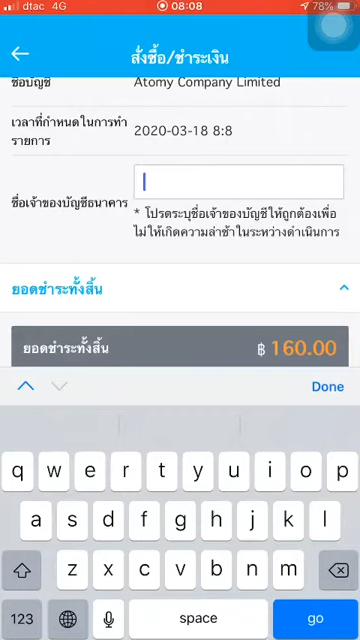 dtac 4G 08:08 78%
สั่งซื้อ/ชำระเงิน
ชื่อบัญชี Atomy Company Limited
เวลาที่กำหนดในการทำ
รายการ
2020-03-18 8:8
ชื่อเจ้าของบัญชีธนาคาร
* โปรดระบุชื่อเจ้าของบัญชีให้ถูกต้องเพื่อ
ไม่ให้เกิดความล่าช้าในระหว่างดำเนินการ
ยอดชำระทั้งสิ้น
ยอดชำระทั้งสิ้น ฿ 160.00
Done
q w e r t y u i o p
a s d f g h j k l
z x c v b n m
123 space go